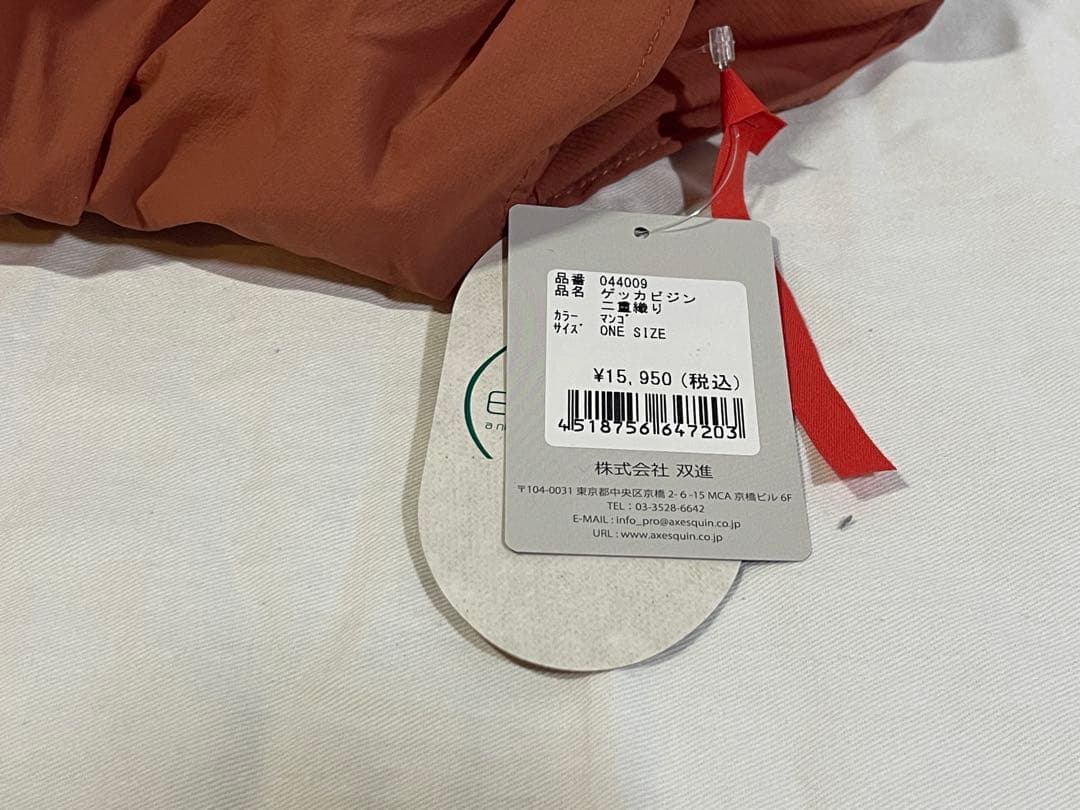 品番 044009
品名 ゲッカビジン
二重織り
ｶﾗｰ ﾏﾝｺﾞ
ｻｲｽﾞ ONE SIZE
¥15,950(税込)
4518756647203
株式会社 双進
〒104-0031 東京都中央区京橋 2-6-15 MCA 京橋ビル 6F
TEL：03-3528-6642
E-MAIL : info_pro@axesquin.co.jp
URL : www.axesquin.co.jp